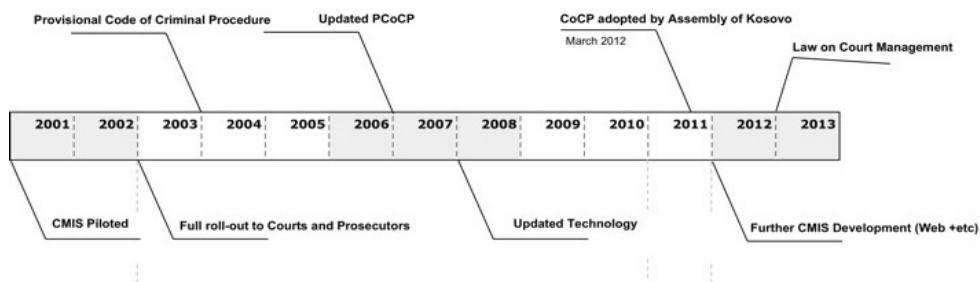 Provisional Code of Criminal Procedure
Updated PCoCP
CoCP adopted by Assembly of Kosovo
March 2012
Law on Court Management
2001 2002 2003 2004 2005 2006 2007 2008 2009 2010 2011 2012 2013
CMIS Piloted
Full roll-out to Courts and Prosecutors
Updated Technology
Further CMIS Development (Web +etc)